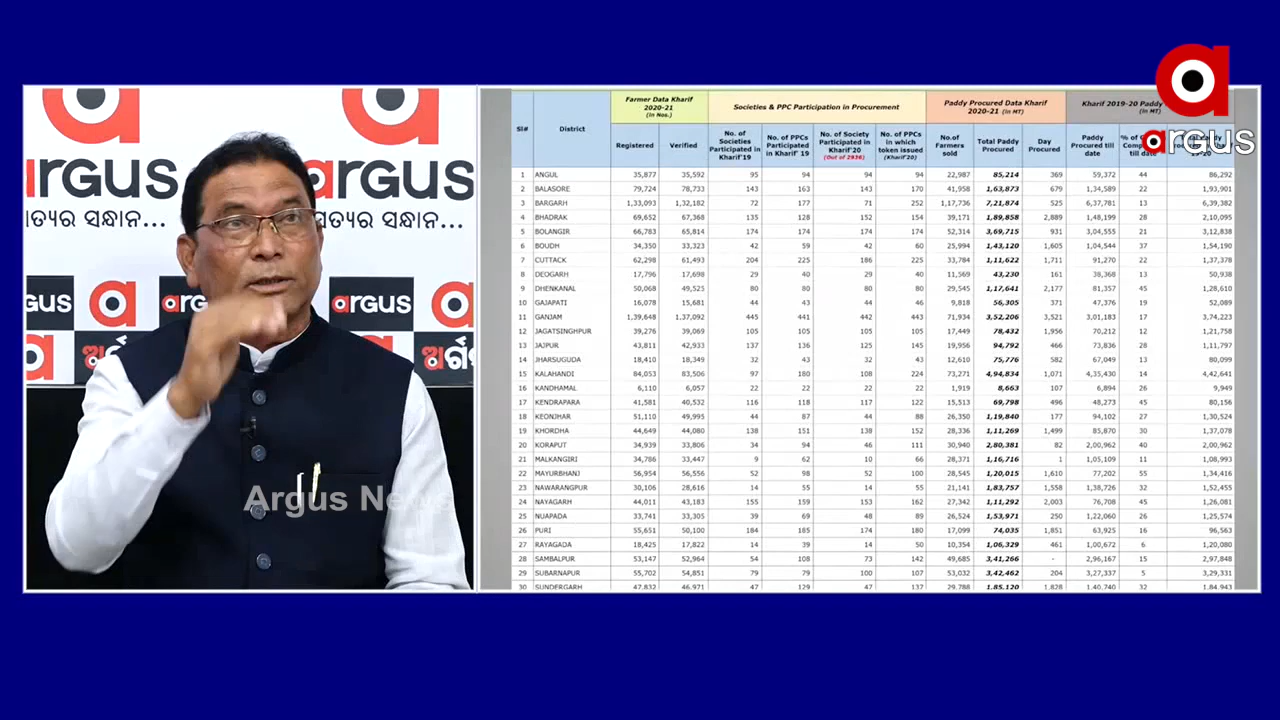 argus
argus
argus
ସତ୍ୟର ସନ୍ଧାନ...
argus
argus
ଅର୍ଗସ
Argus Ne
argus
Farmer Data Kharif 2020-21 (In Nos.) Societies & PPC Participation in Procurement Paddy Procured Data Kharif 2020-21 (In MT) Kharif 2019-20 Paddy (In MT)
Sl# District Registered Verified No. of Societies Participated in Kharif'19 No. of PPCs Participated in Kharif' 19 No. of Society Participated in Kharif'20 (Out of 2936) No. of PPCs in which token issued (Kharif'20) No.of Farmers sold Total Paddy Procured Day Procured Paddy Procured till date % of till date
1 ANGUL 35,877 35,592 95 94 94 94 22,987 85,214 369 59,372 44 86,292
2 BALASORE 79,724 78,733 143 163 143 170 41,958 1,63,873 679 1,34,589 22 1,93,901
3 BARGARH 1,33,093 1,32,182 72 177 71 252 1,17,736 7,21,874 525 6,37,781 13 6,39,382
4 BHADRAK 69,652 67,368 135 128 152 154 39,171 1,89,858 2,889 1,48,199 28 2,10,095
5 BOLANGIR 66,783 65,814 174 174 174 174 52,314 3,69,715 931 3,04,555 21 3,12,838
6 BOUDH 34,350 33,323 42 59 42 60 25,994 1,43,120 1,605 1,04,544 37 1,54,190
7 CUTTACK 62,298 61,493 204 225 186 225 33,784 1,11,622 1,711 91,270 22 1,37,378
8 DEOGARH 17,796 17,698 29 40 29 40 11,569 43,230 161 38,368 13 50,938
9 DHENKANAL 50,068 49,525 80 80 80 80 29,545 1,17,641 2,177 81,357 45 1,28,610
10 GAJAPATI 16,078 15,681 44 43 44 46 9,818 56,305 371 47,376 19 52,089
11 GANJAM 1,39,648 1,37,092 445 441 442 443 71,934 3,52,206 3,521 3,01,183 17 3,74,223
12 JAGATSINGHPUR 39,276 39,069 105 105 105 105 17,449 78,432 1,956 70,212 12 1,21,758
13 JAJPUR 43,811 42,933 137 136 125 145 19,956 94,792 466 73,836 28 1,11,797
14 JHARSUGUDA 18,410 18,349 32 43 32 43 12,610 75,776 582 67,049 13 80,099
15 KALAHANDI 84,053 83,506 97 180 108 224 73,271 4,94,834 1,071 4,35,430 14 4,42,641
16 KANDHAMAL 6,110 6,057 22 22 22 22 1,919 8,663 107 6,894 26 9,949
17 KENDRAPARA 41,581 40,532 116 118 117 122 15,513 69,798 496 48,273 45 80,156
18 KEONJHAR 51,110 49,995 44 87 44 88 26,350 1,19,840 177 94,102 27 1,30,524
19 KHORDHA 44,649 44,080 138 151 138 152 28,336 1,11,269 1,499 85,870 30 1,37,078
20 KORAPUT 34,939 33,806 34 94 46 111 30,940 2,80,381 82 2,00,962 40 2,00,962
21 MALKANGIRI 34,786 33,447 9 62 10 66 28,371 1,16,716 1 1,05,109 11 1,08,993
22 MAYURBHANJ 56,954 56,556 52 98 52 100 28,545 1,20,015 1,610 77,202 55 1,34,416
23 NAWARANGPUR 30,106 28,616 14 55 14 55 21,141 1,83,757 1,558 1,38,726 32 1,52,455
24 NAYAGARH 44,011 43,183 155 159 153 162 27,342 1,11,292 2,003 76,708 45 1,26,081
25 NUAPADA 33,741 33,305 39 69 48 89 26,524 1,53,971 250 1,22,060 26 1,25,574
26 PURI 55,651 50,100 184 185 174 180 17,099 74,035 1,851 63,925 16 96,563
27 RAYAGADA 18,425 17,822 14 39 14 50 10,354 1,06,329 461 1,00,672 6 1,20,080
28 SAMBALPUR 53,147 52,964 54 108 73 142 49,685 3,41,266 - 2,96,167 15 2,97,848
29 SUBARNAPUR 55,702 54,851 79 79 100 107 53,032 3,42,462 204 3,27,337 5 3,29,331
30 SUNDERGARH 47,832 46,971 47 129 47 137 29,788 1,85,120 1,828 1,40,740 32 1,84,943